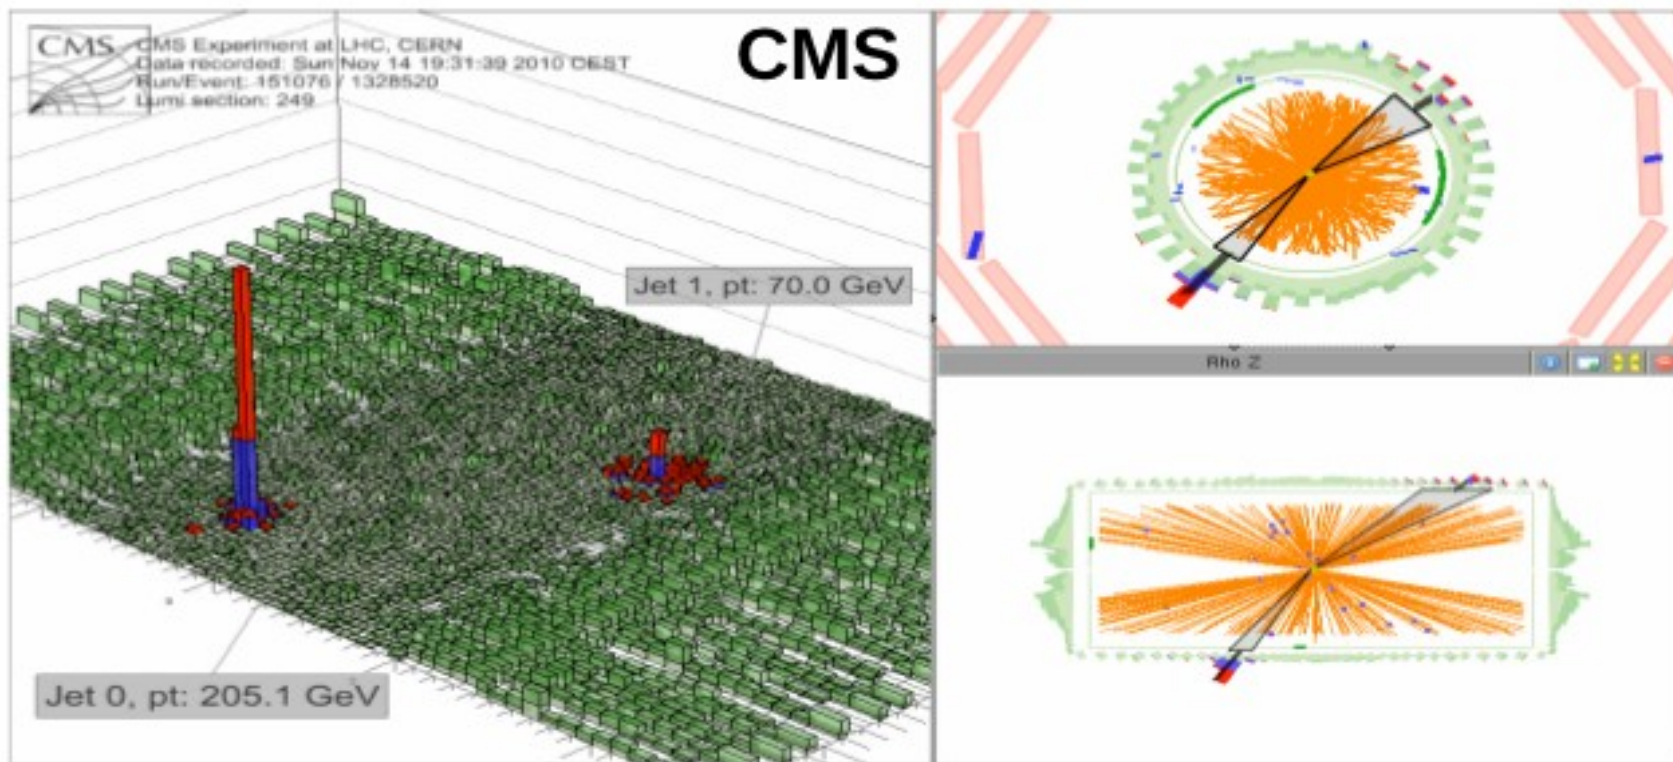 CMS
CMS Experiment at LHC, CERN
Data recorded: Sun Nov 14 19:31:39 2010 CEST
Run/Event: 151076 / 1328520
Lumi section: 249
CMS
Jet 1, pt: 70.0 GeV
Jet 0, pt: 205.1 GeV
Rho Z